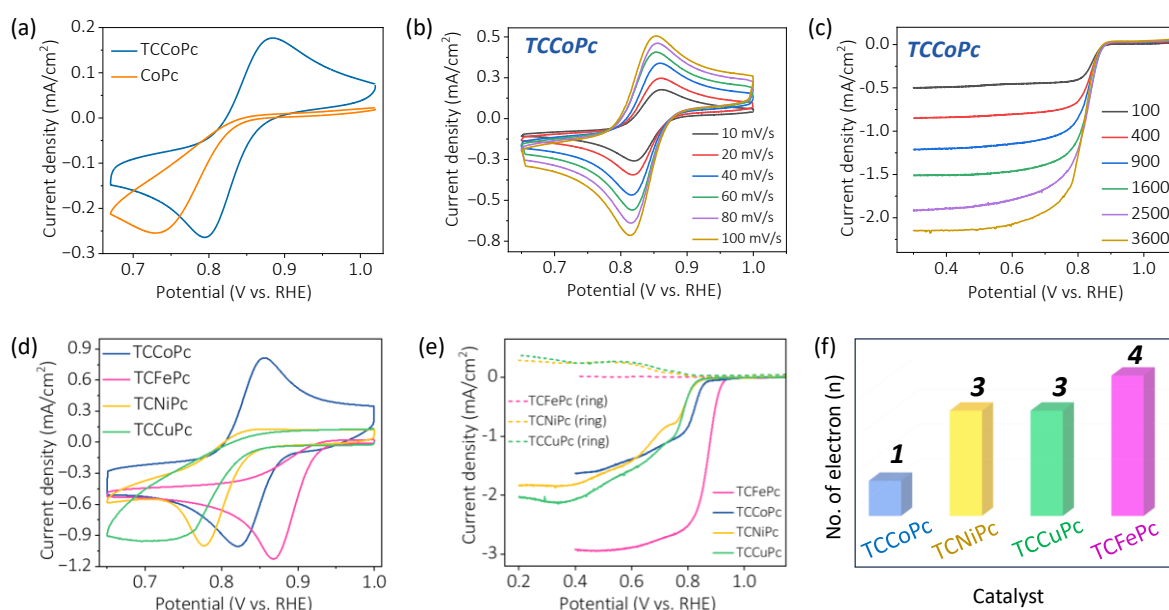 (a)
0.2
0.1
0.0
−0.1
−0.2
−0.3
Current density (mA/cm²)
TCCoPc
CoPc
0.7
0.8
0.9
1.0
Potential (V vs. RHE)
(b)
TCCoPc
0.5
0.3
0.0
−0.3
−0.5
−0.8
Current density (mA/cm²)
10 mV/s
20 mV/s
40 mV/s
60 mV/s
80 mV/s
100 mV/s
0.7
0.8
0.9
1.0
Potential (V vs. RHE)
(c)
TCCoPc
0.0
−0.5
−1.0
−1.5
−2.0
Current density (mA/cm²)
100
400
900
1600
2500
3600
0.4
0.6
0.8
1.0
Potential (V vs. RHE)
(d)
0.9
0.6
0.3
0.0
−0.3
−0.6
−0.9
−1.2
Current density (mA/cm²)
TCCoPc
TCFePc
TCNiPc
TCCuPc
0.7
0.8
0.9
1.0
Potential (V vs. RHE)
(e)
0
−1
−2
−3
Current density (mA/cm²)
TCFePc (ring)
TCNiPc (ring)
TCCuPc (ring)
TCFePc
TCCoPc
TCNiPc
TCCuPc
0.2
0.4
0.6
0.8
1.0
Potential (V vs. RHE)
(f)
No. of electron (n)
1
3
3
4
TCCoPc
TCNiPc
TCCuPc
TCFePc
Catalyst